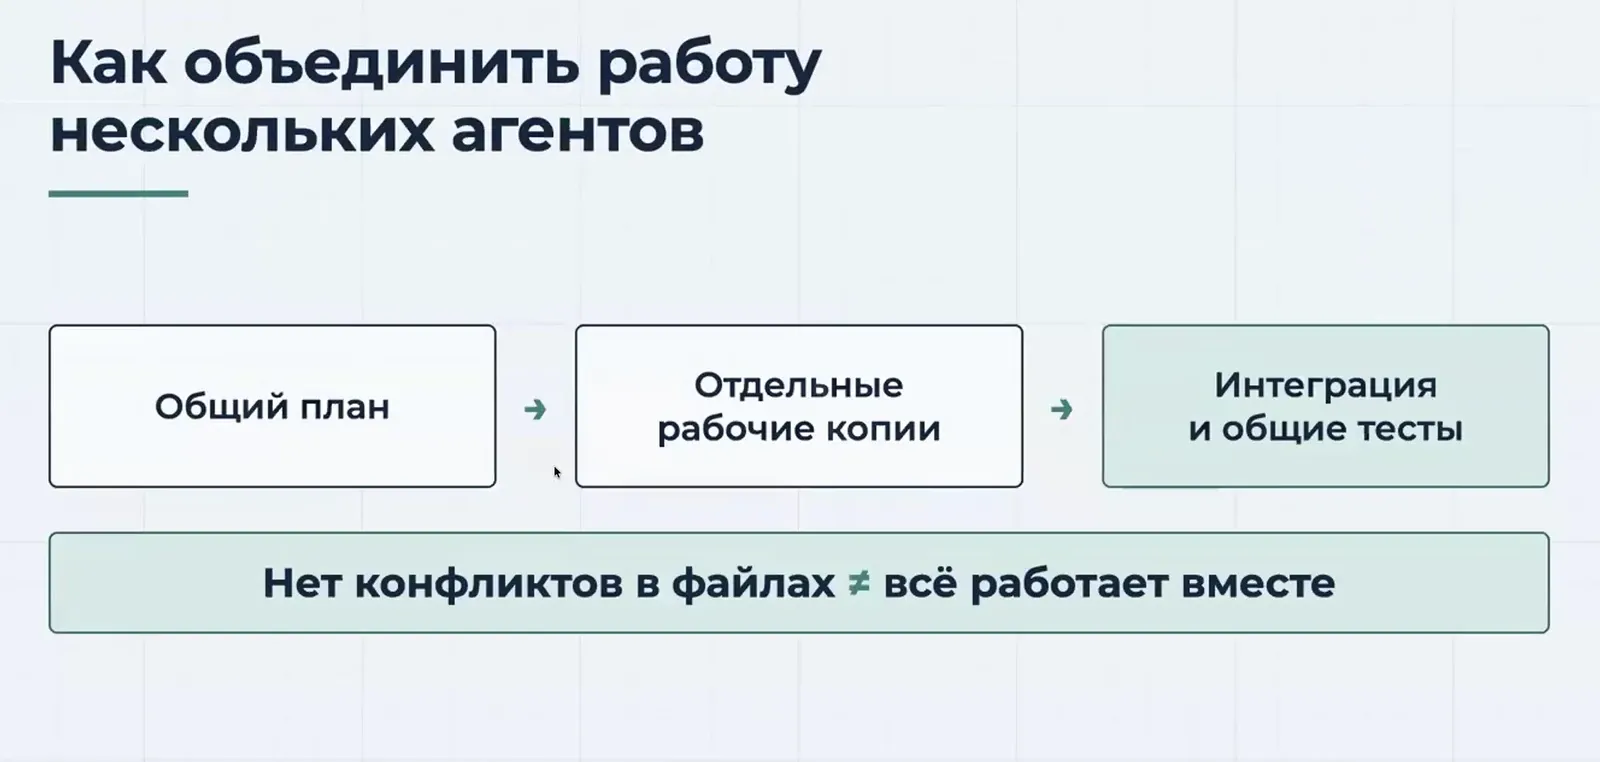 Как объединить работу
нескольких агентов
Общий план
→
Отдельные
рабочие копии
→
Интеграция
и общие тесты
Нет конфликтов в файлах ≠ всё работает вместе